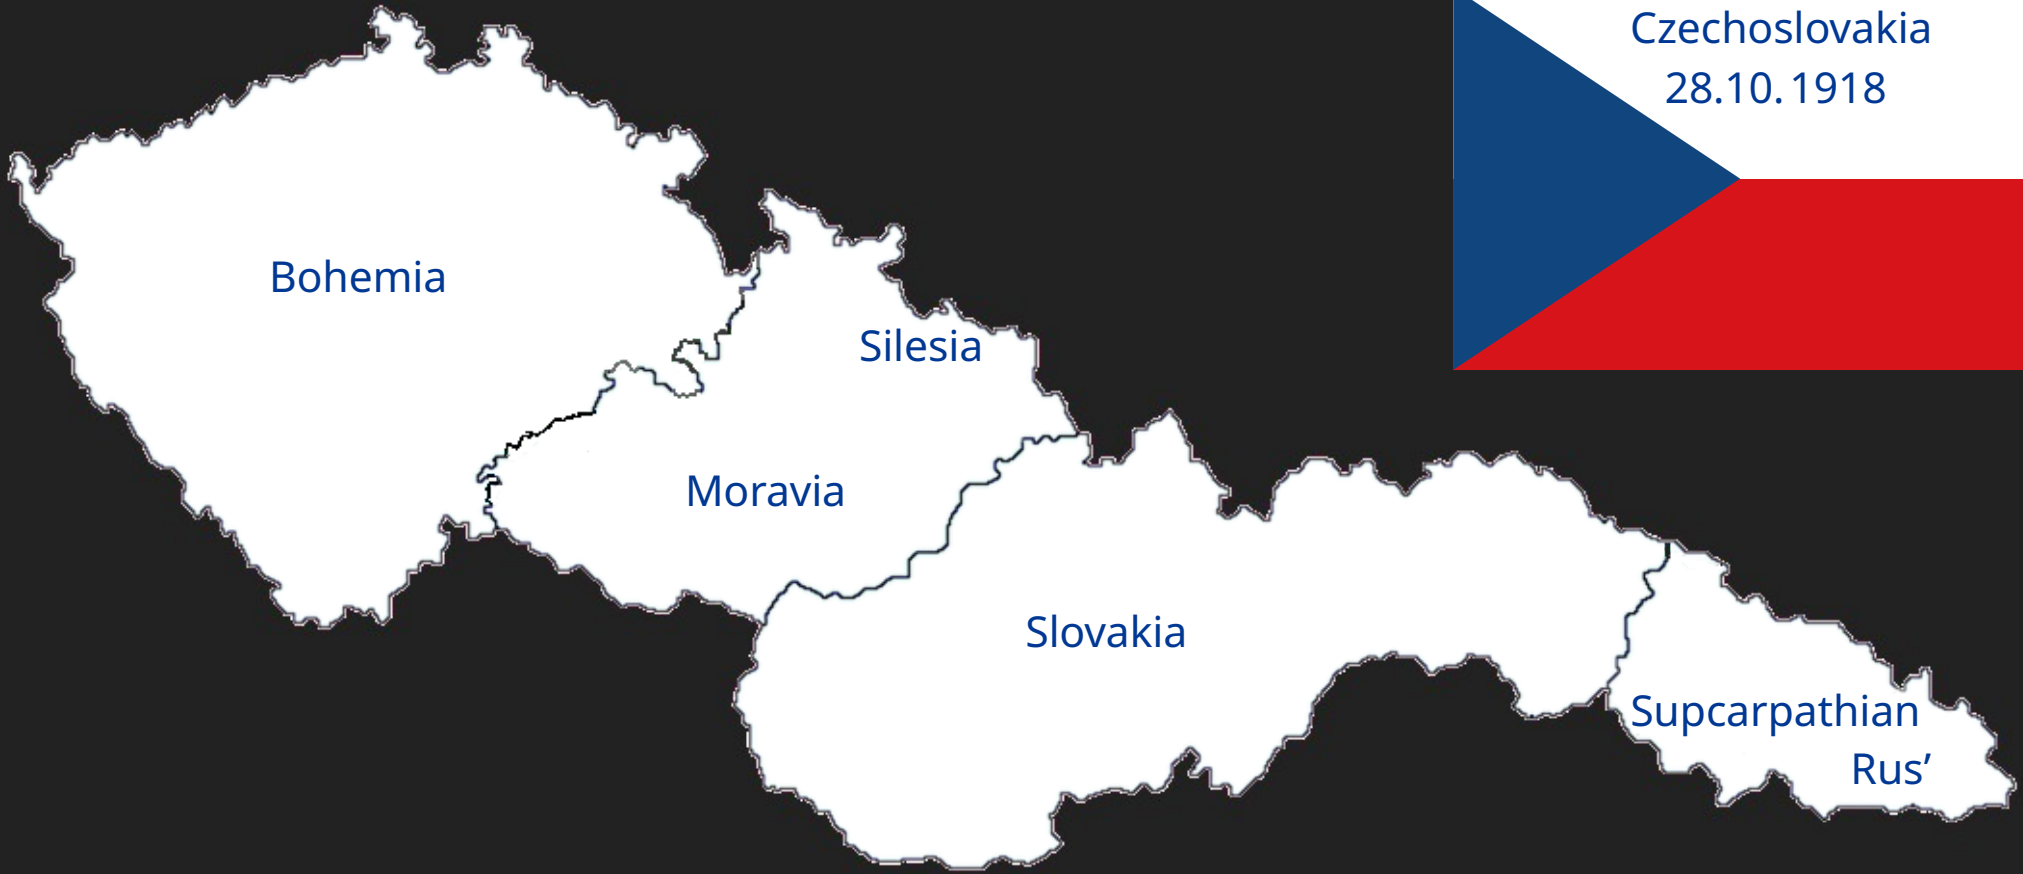 Czechoslovakia
28.10.1918
Bohemia
Silesia
Moravia
Slovakia
Supcarpathian
Rus’